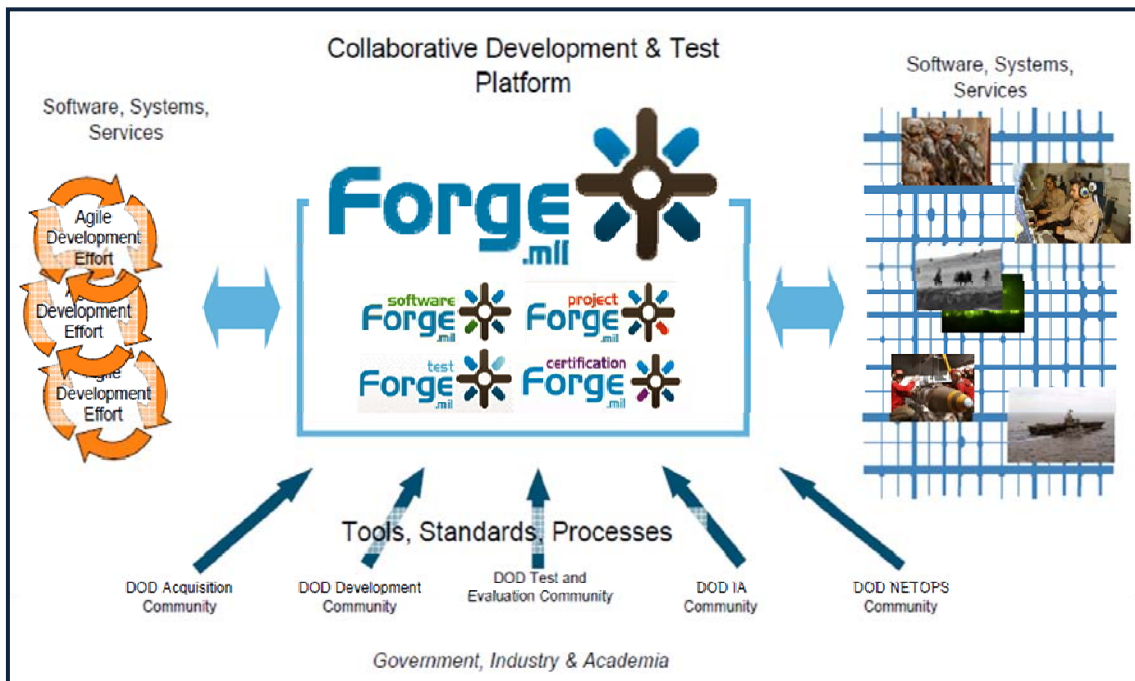 Collaborative Development & Test
Platform
Software, Systems,
Services
Software, Systems,
Services
Forge
.mil
Agile
Development
Effort
Development
Effort
Agile
Development
Effort
software
Forge
.mil
project
Forge
.mil
test
Forge
.mil
certification
Forge
.mil
Tools, Standards, Processes
DOD Acquisition
Community
DOD Development
Community
DOD Test and
Evaluation Community
DOD IA
Community
DOD NETOPS
Community
Government, Industry & Academia